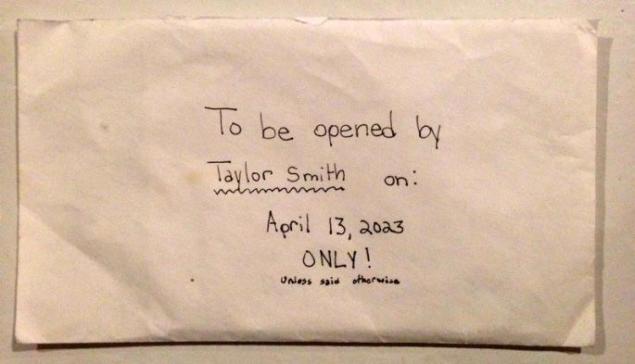 To be opened by
Taylor Smith on:
April 13, 2023
ONLY!
unless said otherwise